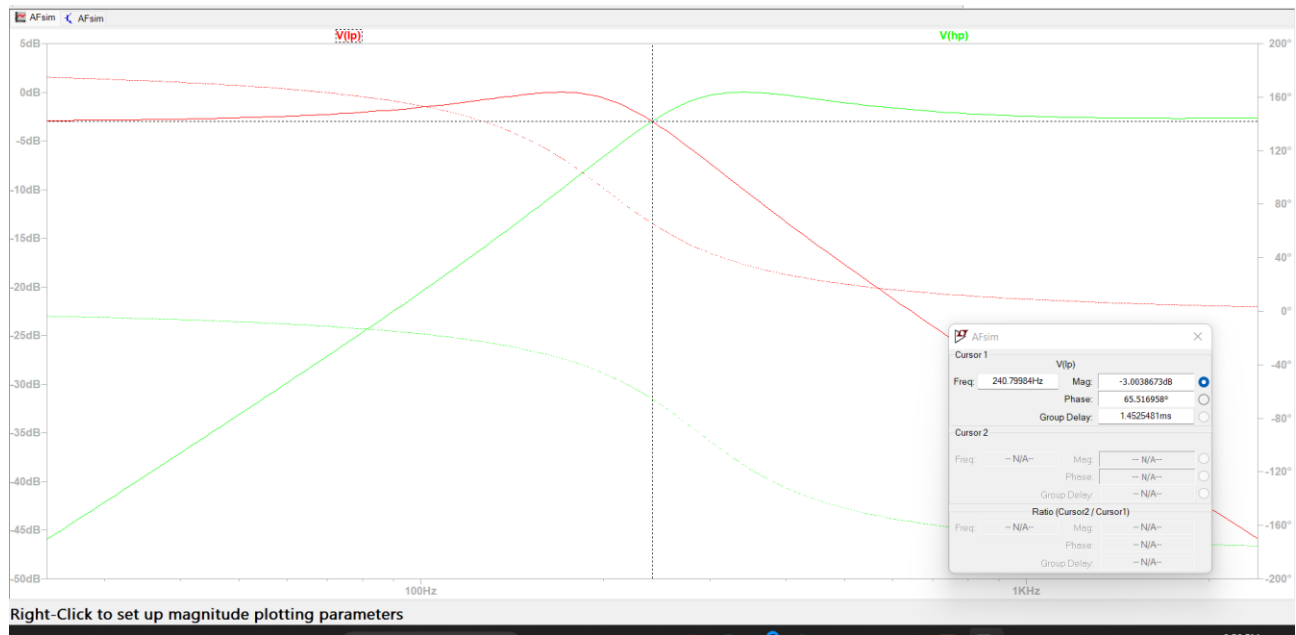 AFsim AFsim
V(lp) V(hp)
5dB 200°
0dB 160°
-5dB 120°
-10dB 80°
-15dB 40°
-20dB 0°
-25dB -40°
-30dB -80°
-35dB -120°
-40dB -160°
-45dB -200°
-50dB
100Hz 1KHz
AFsim
Cursor 1
V(lp)
Freq: 240.79984Hz Mag: -3.0038673dB
Phase: 65.516958º
Group Delay: 1.4525481ms
Cursor 2
Freq: -- N/A-- Mag: -- N/A--
Phase: -- N/A--
Group Delay: -- N/A--
Ratio (Cursor2 / Cursor1)
Freq: -- N/A-- Mag: -- N/A--
Phase: -- N/A--
Group Delay: -- N/A--
Right-Click to set up magnitude plotting parameters